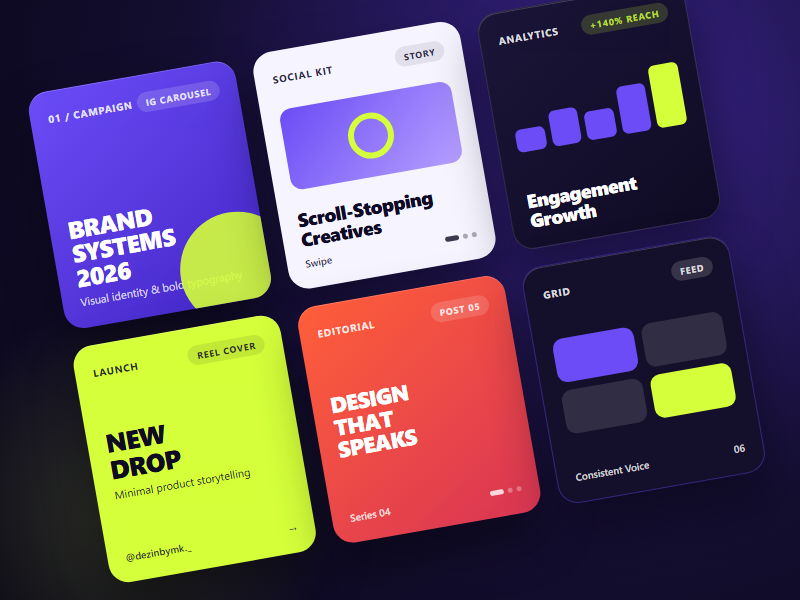 01 / CAMPAIGN
IG CAROUSEL
BRAND
SYSTEMS
2026
Visual identity & bold typography
SOCIAL KIT
STORY
Scroll-Stopping
Creatives
Swipe
ANALYTICS
+140% REACH
Engagement
Growth
LAUNCH
REEL COVER
NEW
DROP
Minimal product storytelling
@dezinbymk._
→
EDITORIAL
POST 05
DESIGN
THAT
SPEAKS
Series 04
GRID
FEED
Consistent Voice
06